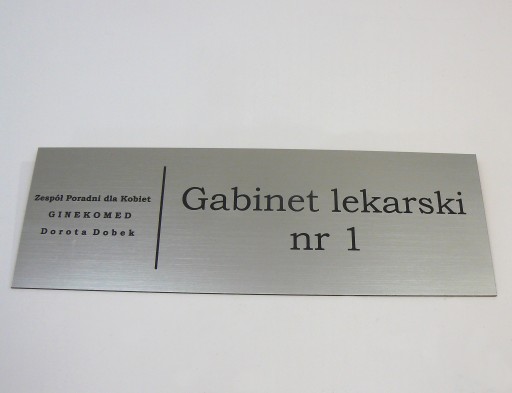 Zespół Poradni dla Kobiet
GINEKOMED
Dorota Dobek
Gabinet lekarski
nr 1